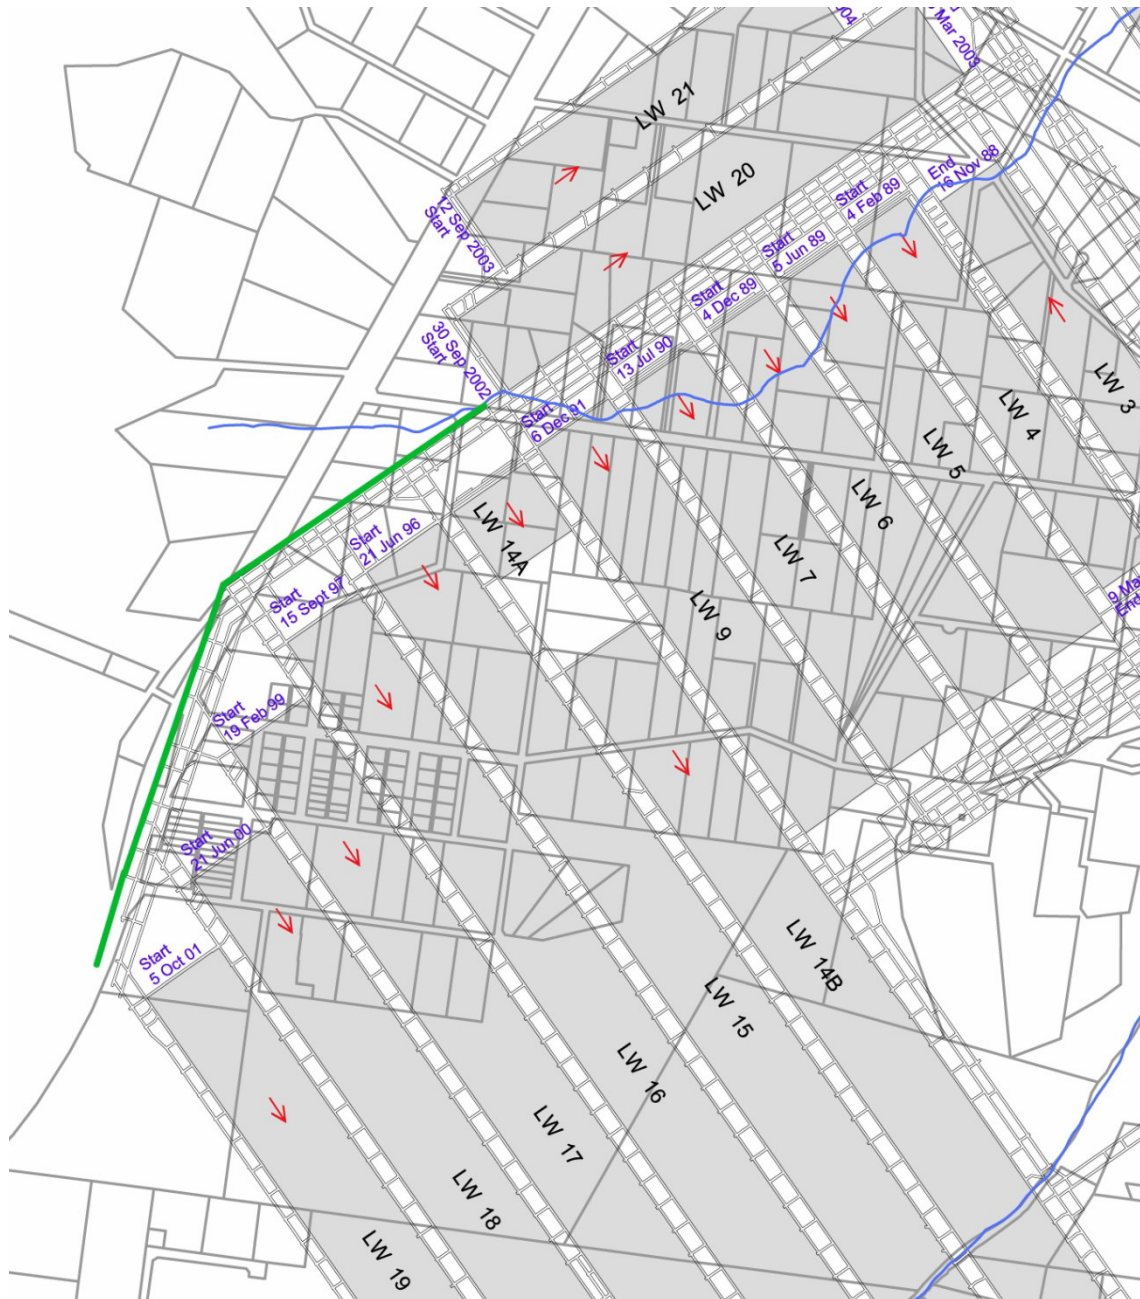 004
Mar 2003
LW 21
LW 20
End
16 Nov 88
Start
4 Feb 89
12 Sep 2003
Start
Start
5 Jun 89
Start
4 Dec 89
30 Sep 2002
Start
Start
13 Jul 90
LW 3
LW 4
Start
6 Dec 91
LW 5
LW 6
LW 14A
Start
21 Jun 96
LW 7
Start
15 Sept 97
LW 9
End
Start
19 Feb 99
Start
21 Jun 00
Start
5 Oct 01
LW 14B
LW 15
LW 16
LW 17
LW 18
LW 19